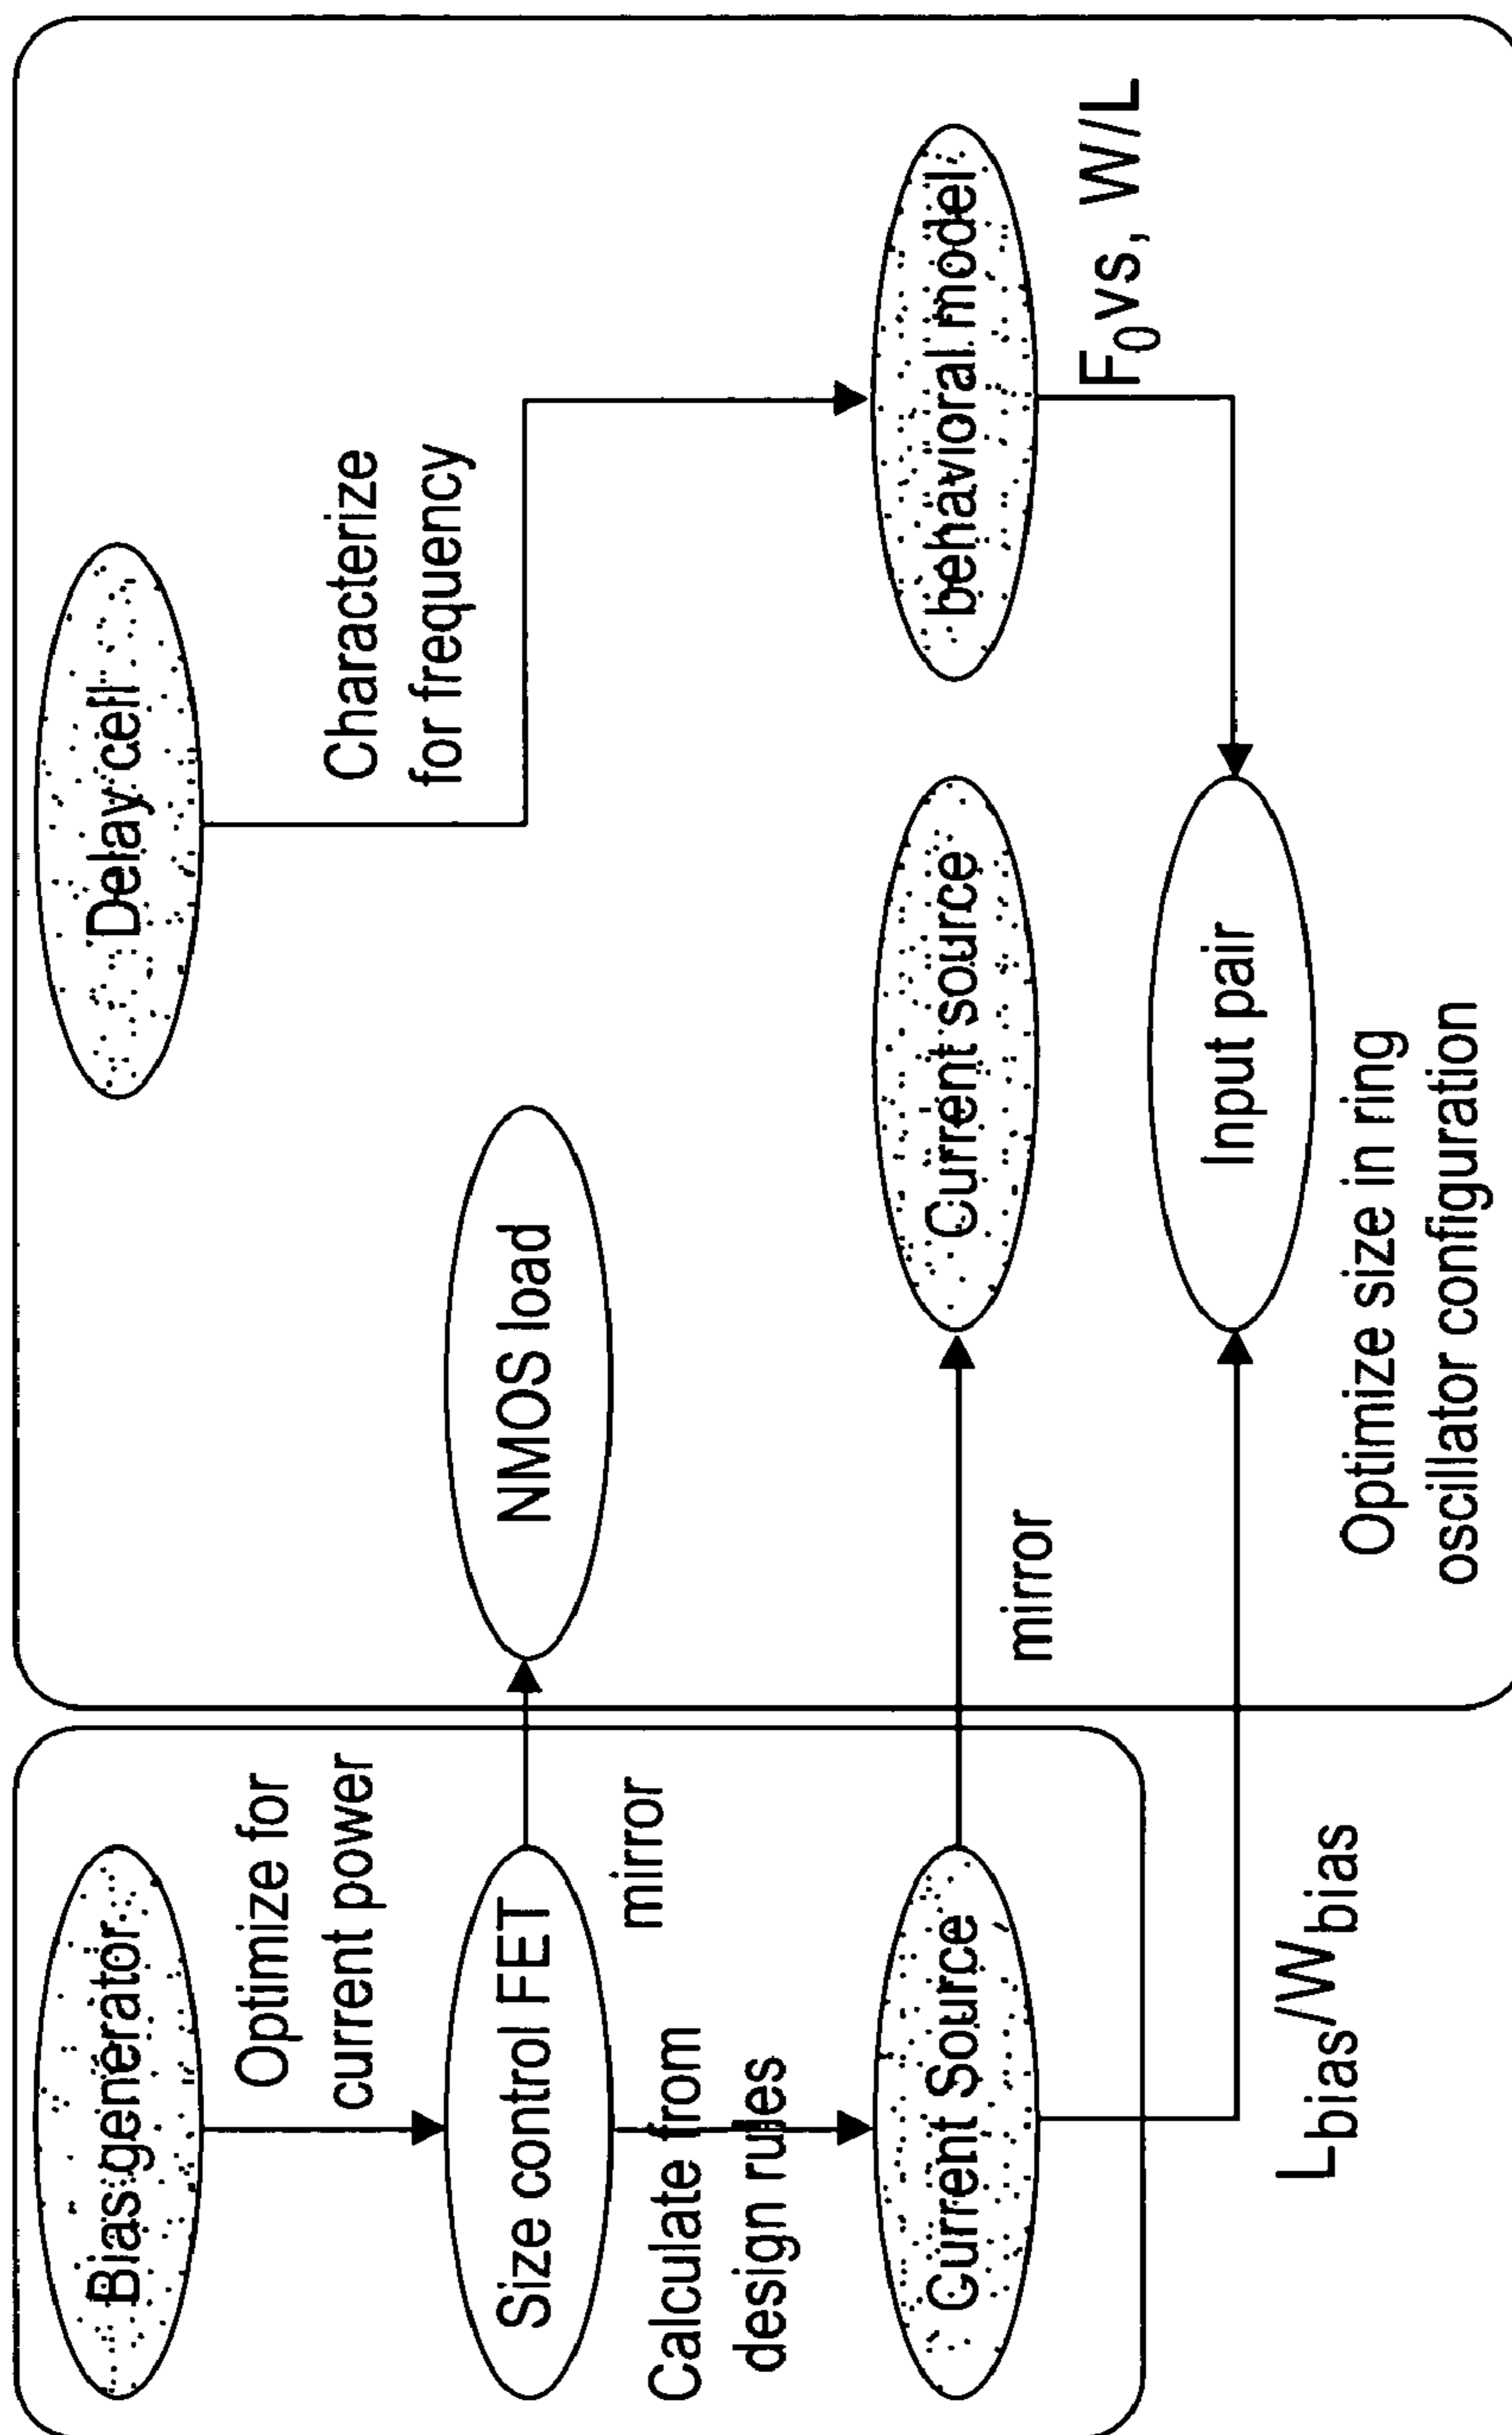 Bias generator
Optimize for
current power
Size control FET
mirror
Calculate from
design rules
Current Source
Lbias/Wbias
Delay cell
Characterize
for frequency
NMOS load
behavioral model
F0 vs, W/L
Current source
mirror
Input pair
Optimize size in ring
oscillator configuration